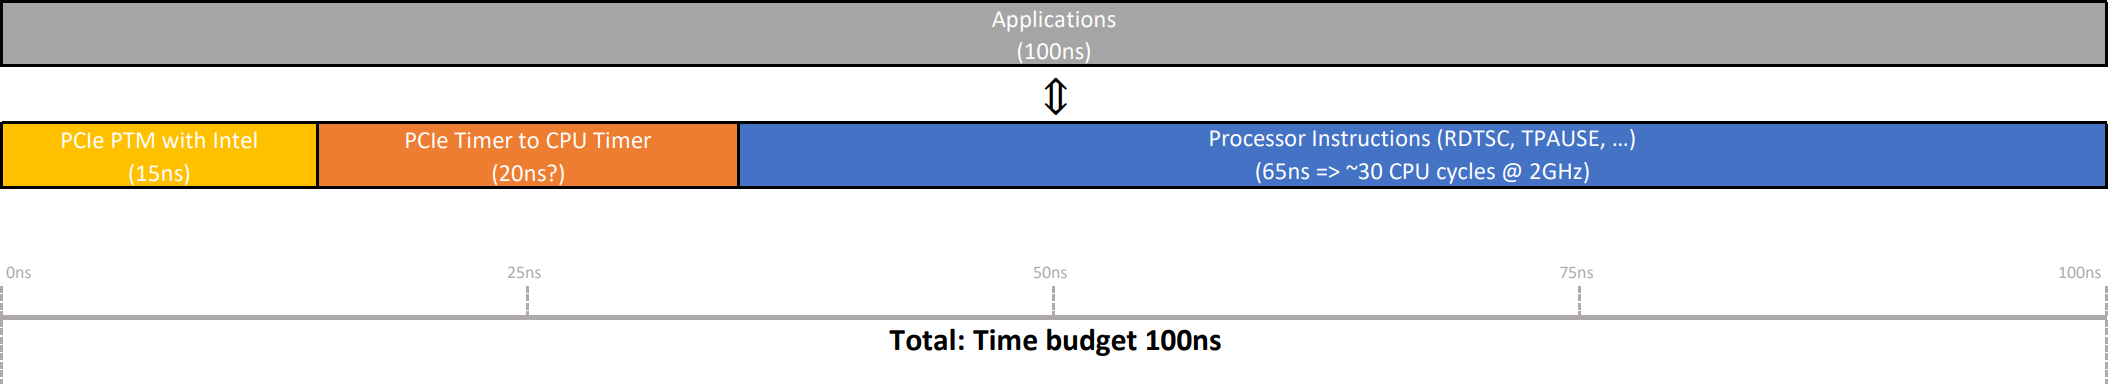 Applications
(100ns)
PCIe PTM with Intel
(15ns)
PCIe Timer to CPU Timer
(20ns?)
Processor Instructions (RDTSC, TPAUSE, ...)
(65ns => ~30 CPU cycles @ 2GHz)
0ns
25ns
50ns
75ns
100ns
Total: Time budget 100ns